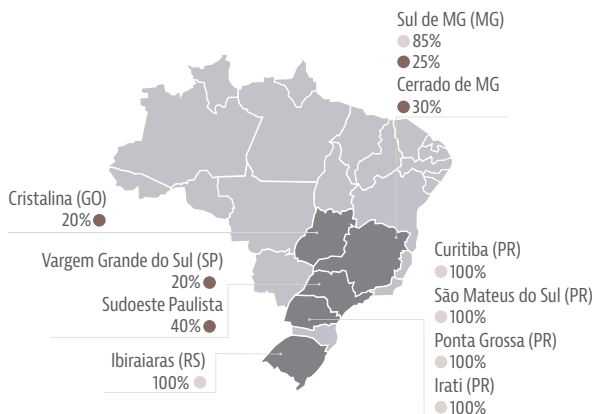 Sul de MG (MG)
85%
25%
Cerrado de MG
30%
Cristalina (GO)
20%
Vargem Grande do Sul (SP)
20%
Sudoeste Paulista
40%
Ibiraiaras (RS)
100%
Curitiba (PR)
100%
São Mateus do Sul (PR)
100%
Ponta Grossa (PR)
100%
Irati (PR)
100%